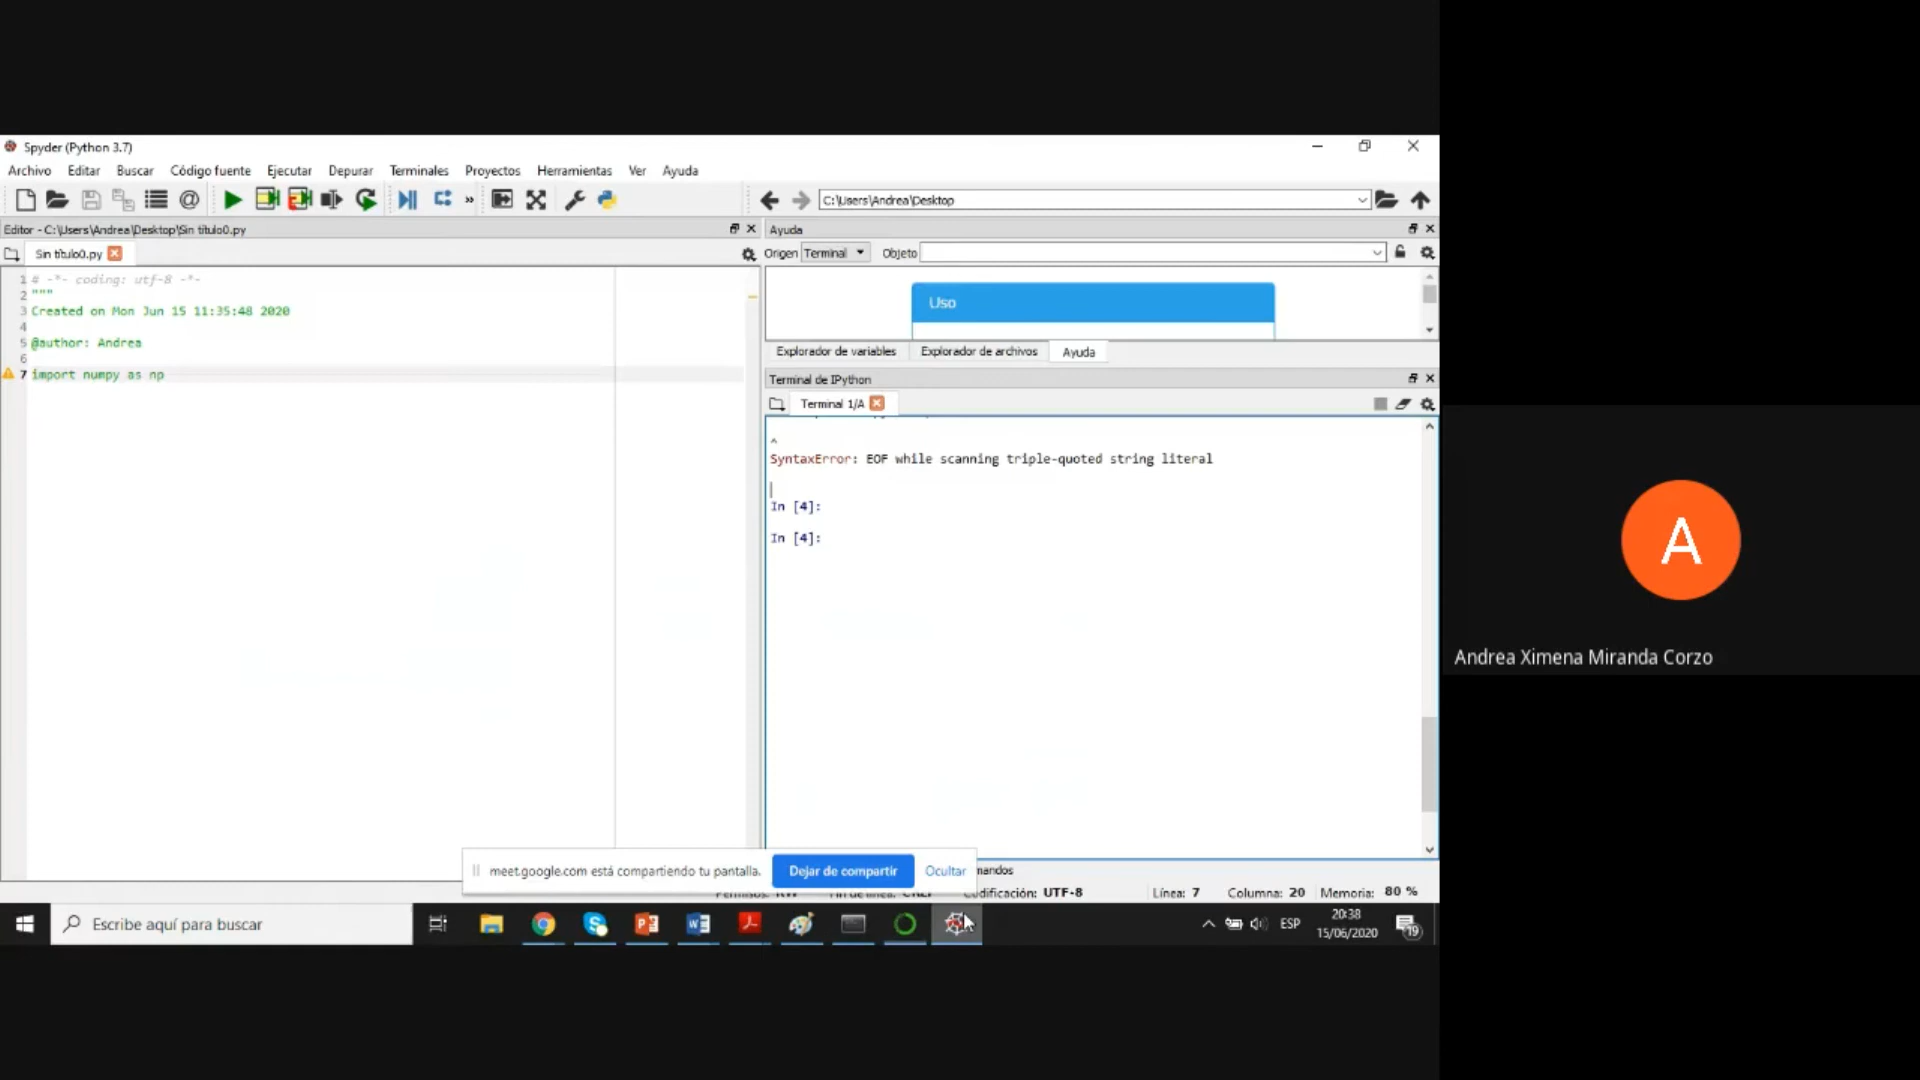 Spyder (Python 3.7)
Archivo Editar Buscar Código fuente Ejecutar Depurar Terminales Proyectos Herramientas Ver Ayuda
C:\Users\Andrea\Desktop
Editor - C:\Users\Andrea\Desktop\Sin título0.py
Sin título0.py
1 # -*- coding: utf-8 -*-
2 """
3 Created on Mon Jun 15 11:35:48 2020
4
5 @author: Andrea
6
7 import numpy as np
Ayuda
Origen Terminal Objeto
Uso
Explorador de variables Explorador de archivos Ayuda
Terminal de IPython
Terminal 1/A
^
SyntaxError: EOF while scanning triple-quoted string literal
In [4]:
In [4]:
meet.google.com está compartiendo tu pantalla. Dejar de compartir Ocultar
mandos
UTF-8 Línea: 7 Columna: 20 Memoria: 80 %
Escribe aquí para buscar
ESP
20:38
15/06/2020
19
A
Andrea Ximena Miranda Corzo